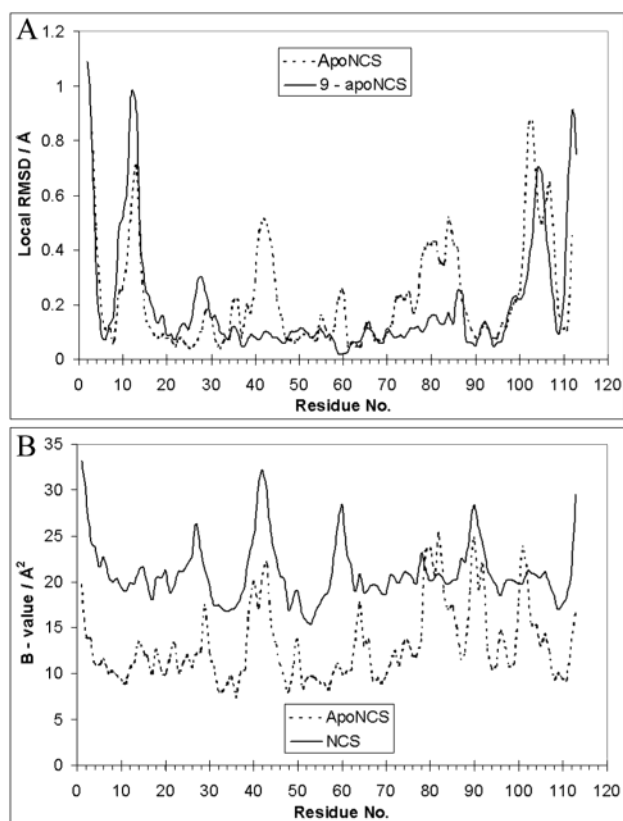 A
1.2
1
0.8
0.6
0.4
0.2
0
Local RMSD / Å
ApoNCS
9 - apoNCS
0 10 20 30 40 50 60 70 80 90 100 110 120
Residue No.
B
35
30
25
20
15
10
5
0
B - value / Å²
ApoNCS
NCS
0 10 20 30 40 50 60 70 80 90 100 110 120
Residue No.